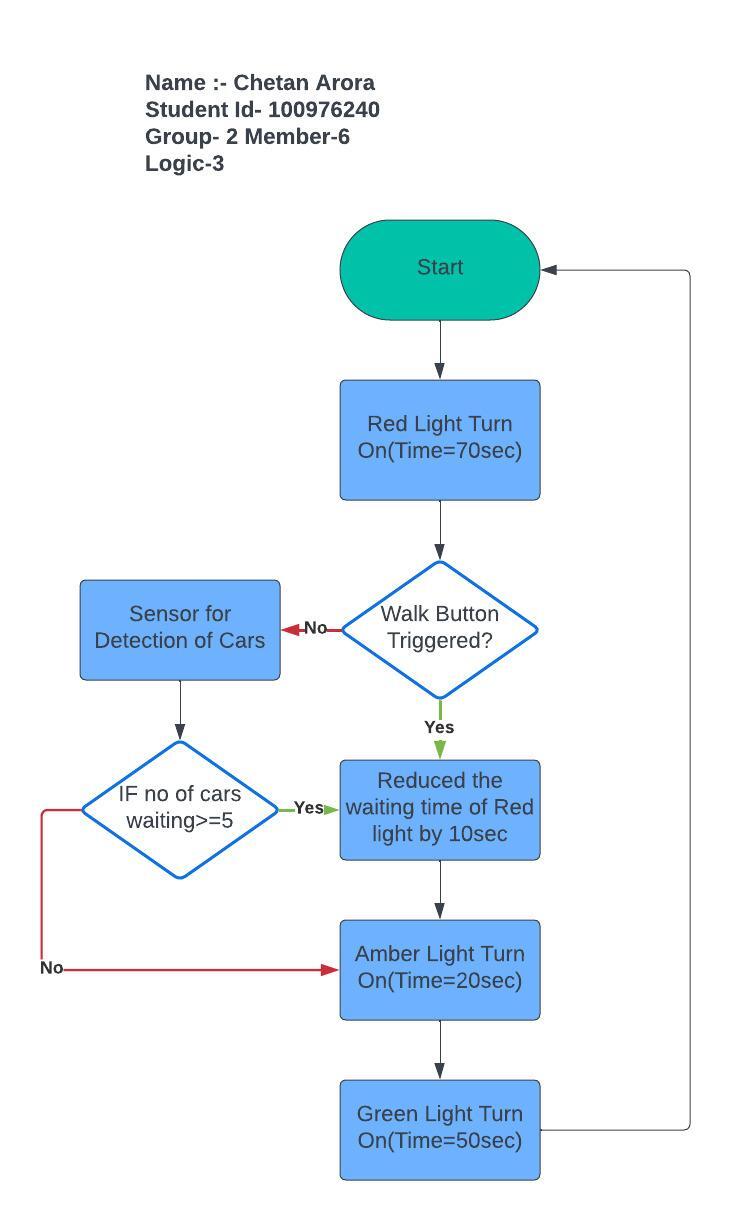 Name :- Chetan Arora
Student Id- 100976240
Group- 2 Member-6
Logic-3
Start
Red Light Turn
On(Time=70sec)
Walk Button
Triggered?
No
Sensor for
Detection of Cars
Yes
IF no of cars
waiting>=5
Yes
Reduced the
waiting time of Red
light by 10sec
No
Amber Light Turn
On(Time=20sec)
Green Light Turn
On(Time=50sec)